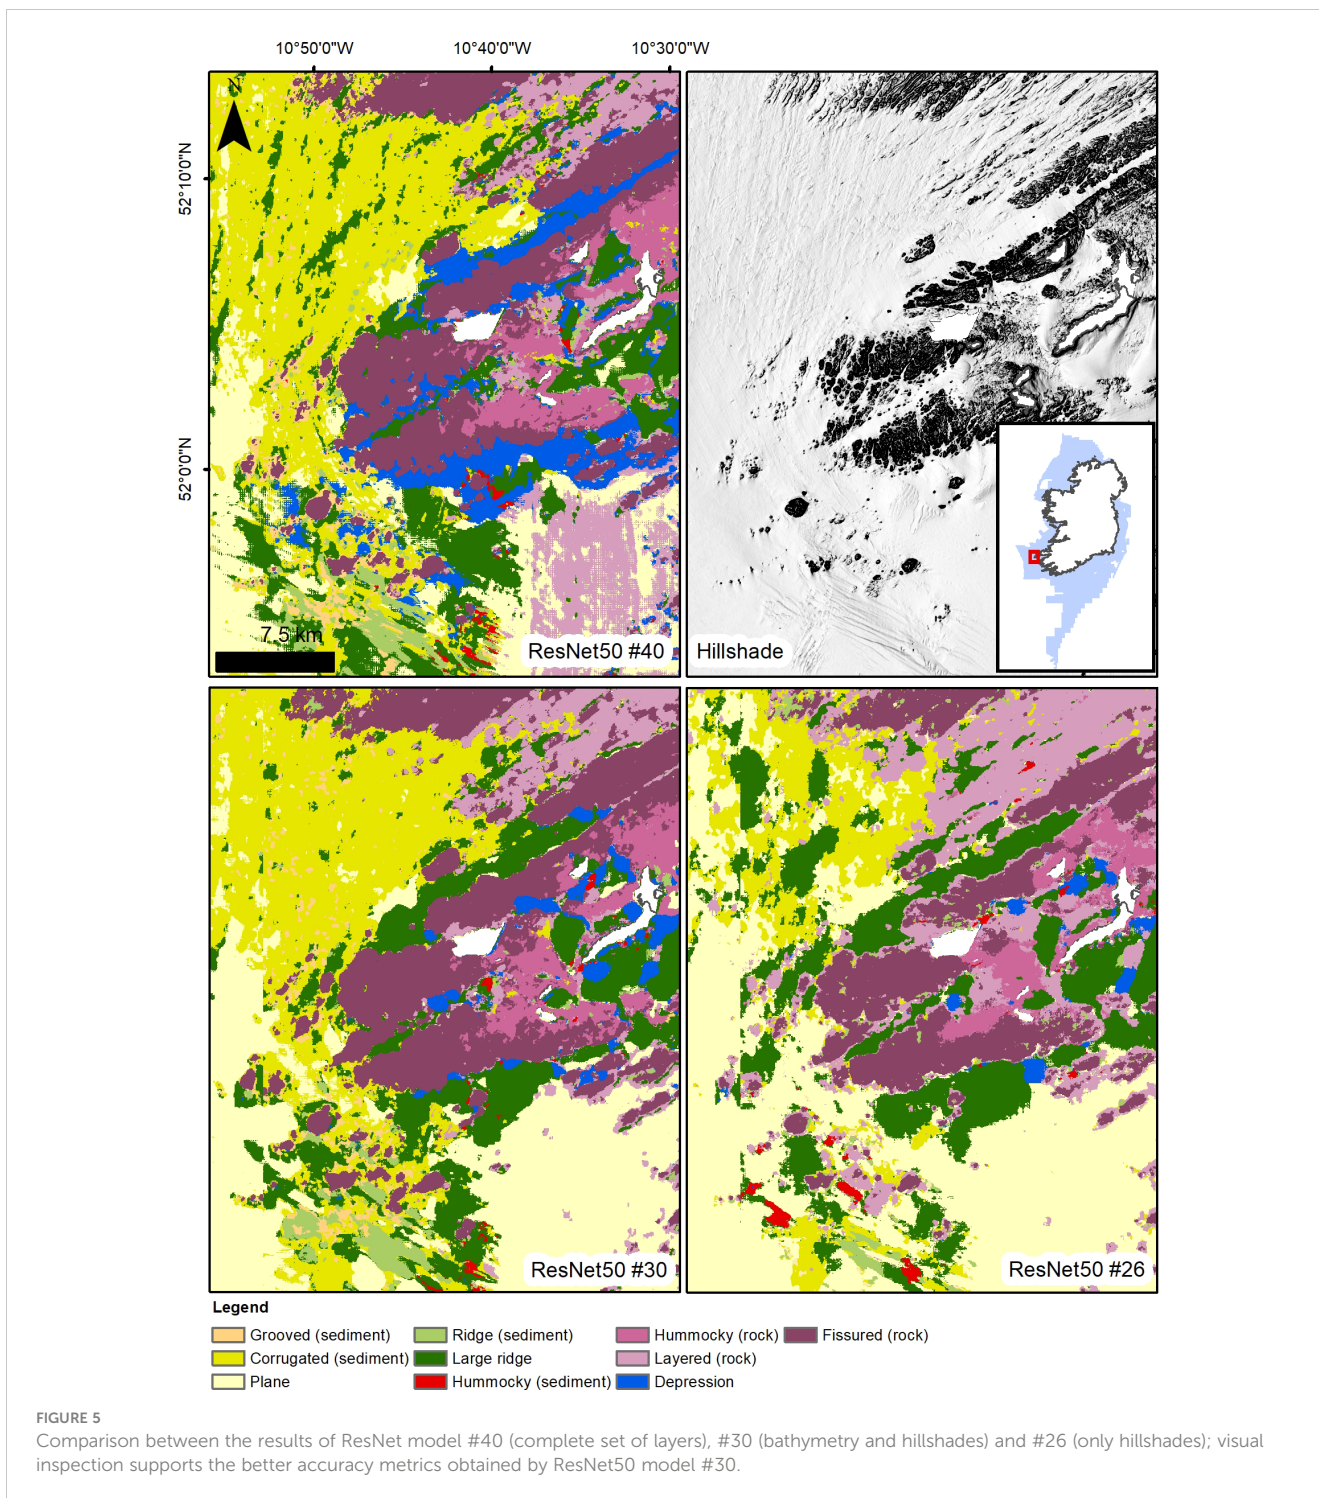 10°50'0"W 10°40'0"W 10°30'0"W
N
52°10'0"N
52°0'0"N
7.5 km
ResNet50 #40
Hillshade
ResNet50 #30
ResNet50 #26
Legend
Grooved (sediment) Ridge (sediment) Hummocky (rock) Fissured (rock)
Corrugated (sediment) Large ridge Layered (rock)
Plane Hummocky (sediment) Depression
FIGURE 5
Comparison between the results of ResNet model #40 (complete set of layers), #30 (bathymetry and hillshades) and #26 (only hillshades); visual
inspection supports the better accuracy metrics obtained by ResNet50 model #30.